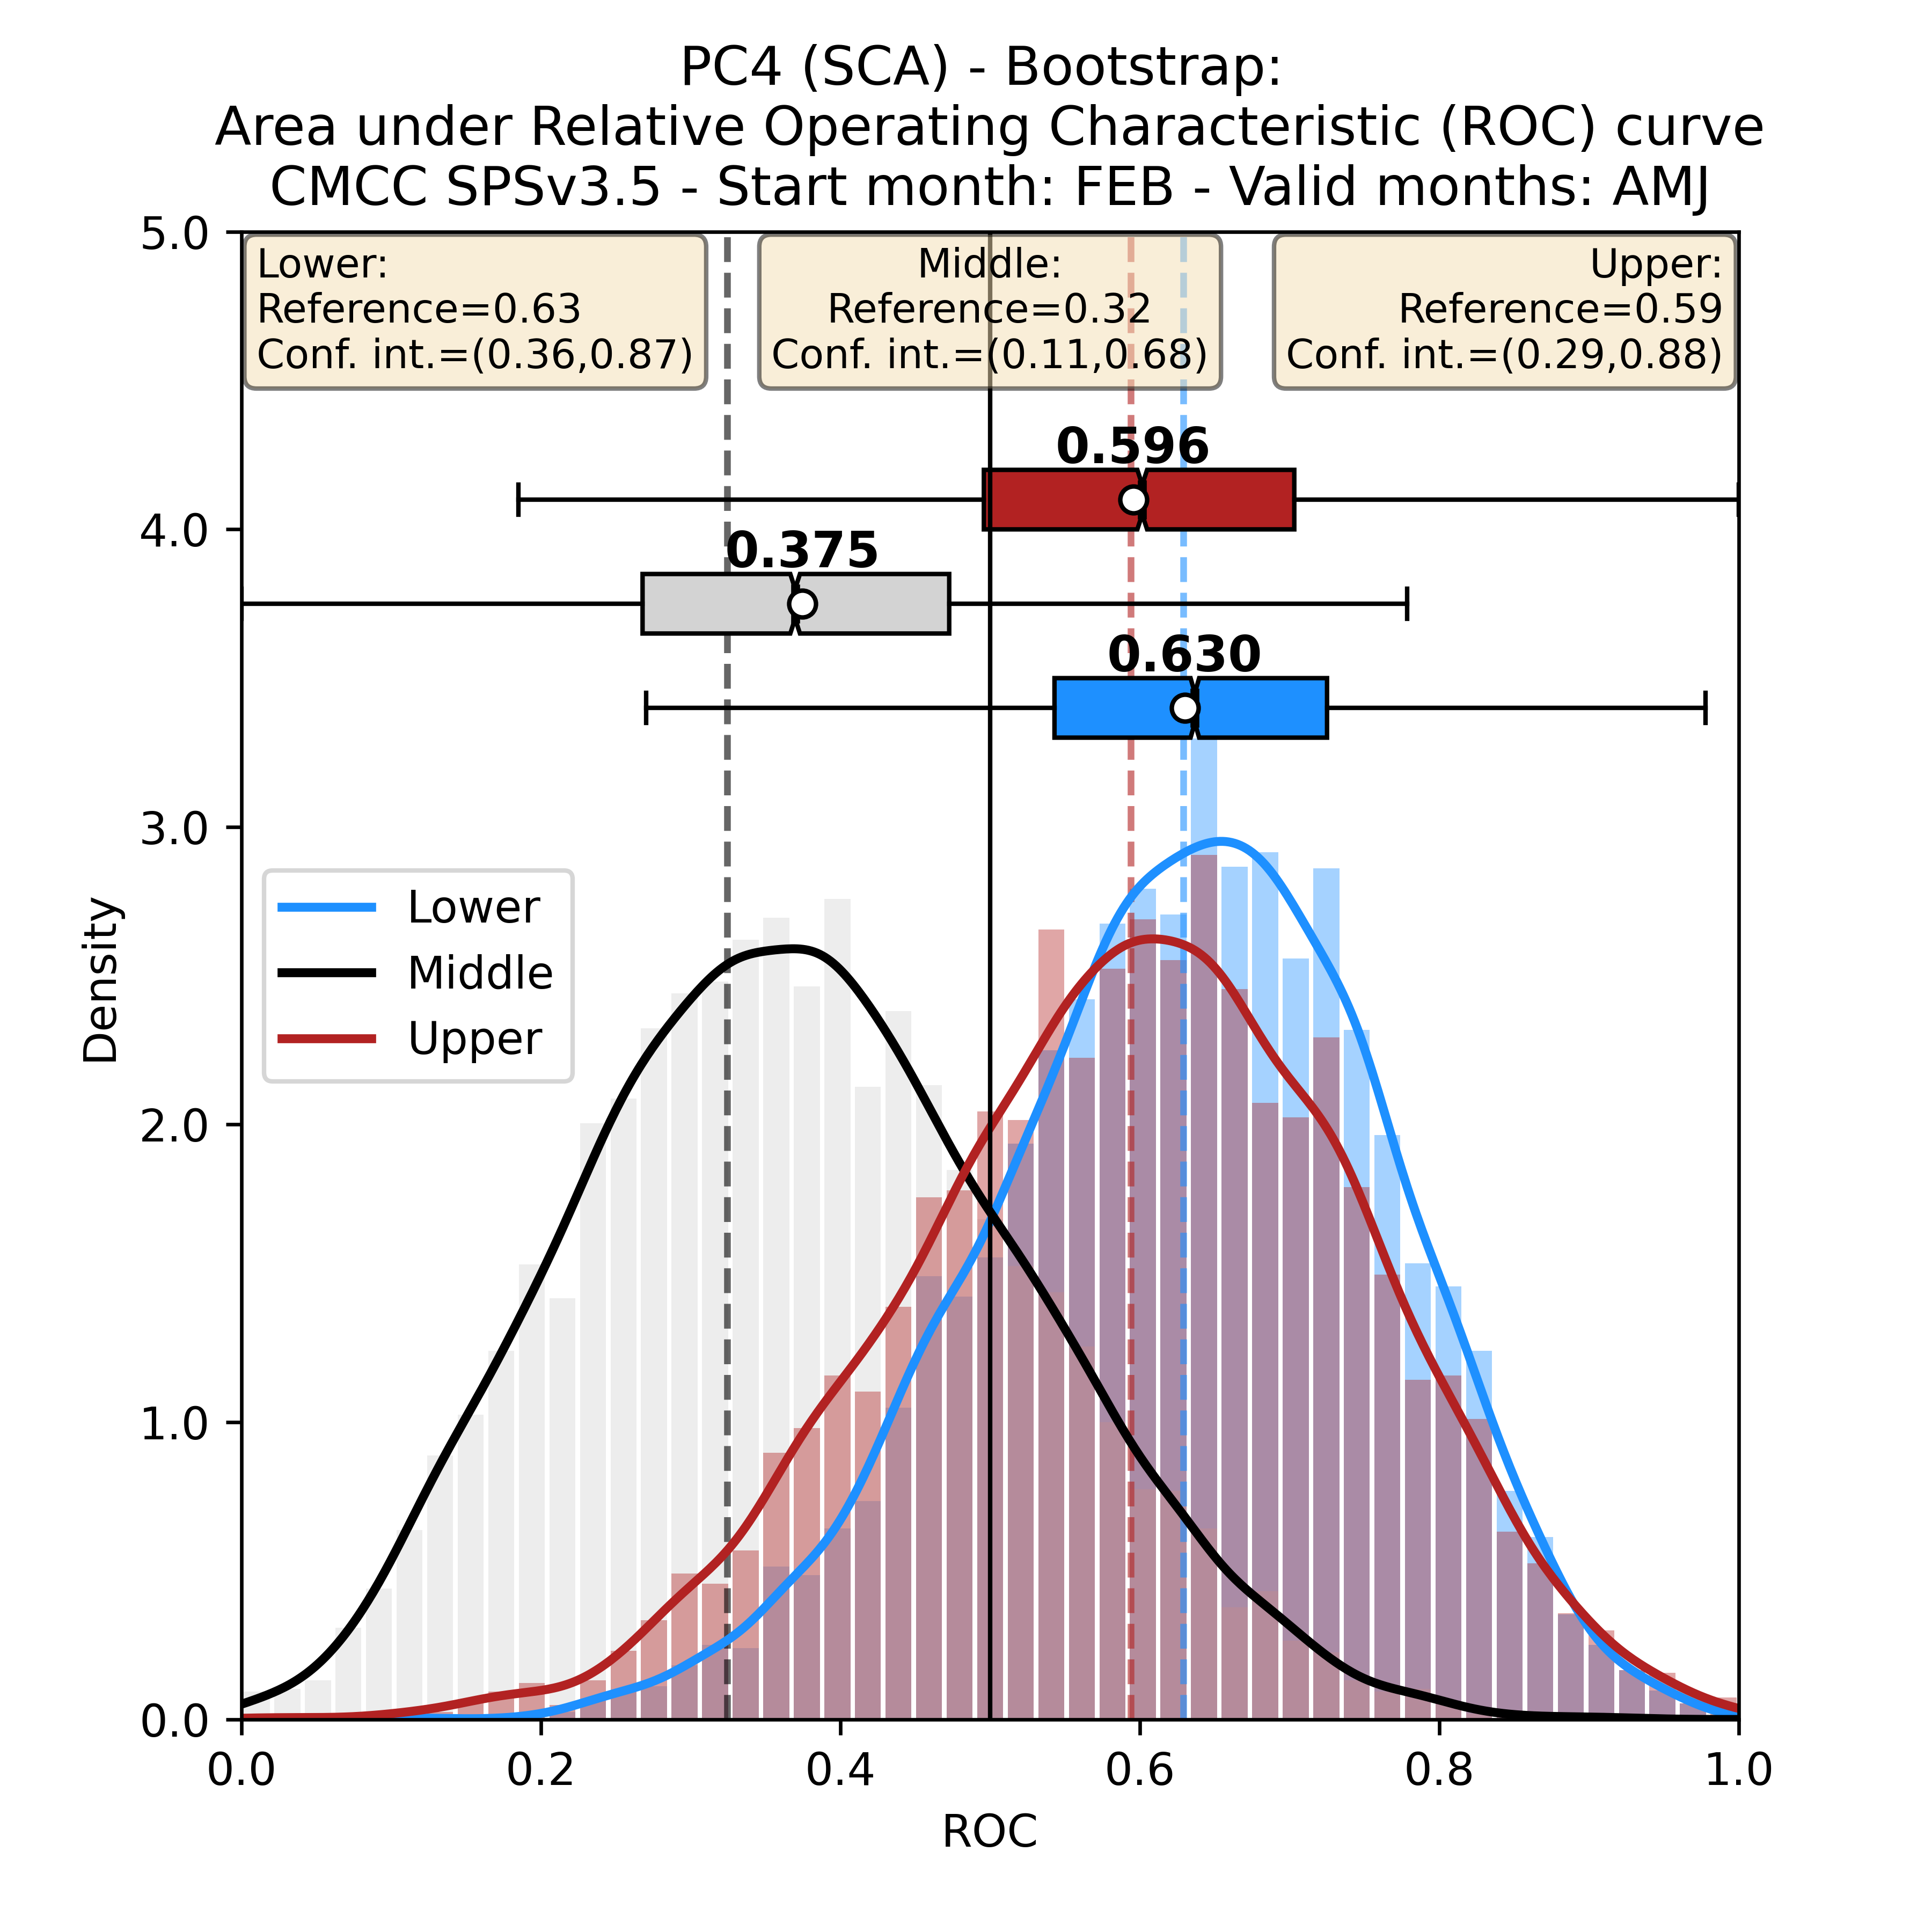 PC4 (SCA) - Bootstrap:
Area under Relative Operating Characteristic (ROC) curve
CMCC SPSv3.5 - Start month: FEB - Valid months: AMJ
5.0
Lower:
Reference=0.63
Conf. int.=(0.36,0.87)
Middle:
Reference=0.32
Conf. int.=(0.11,0.68)
Upper:
Reference=0.59
Conf. int.=(0.29,0.88)
0.596
4.0
0.375
0.630
3.0
Lower
Middle
Upper
Density
2.0
1.0
0.0
0.0 0.2 0.4 0.6 0.8 1.0
ROC